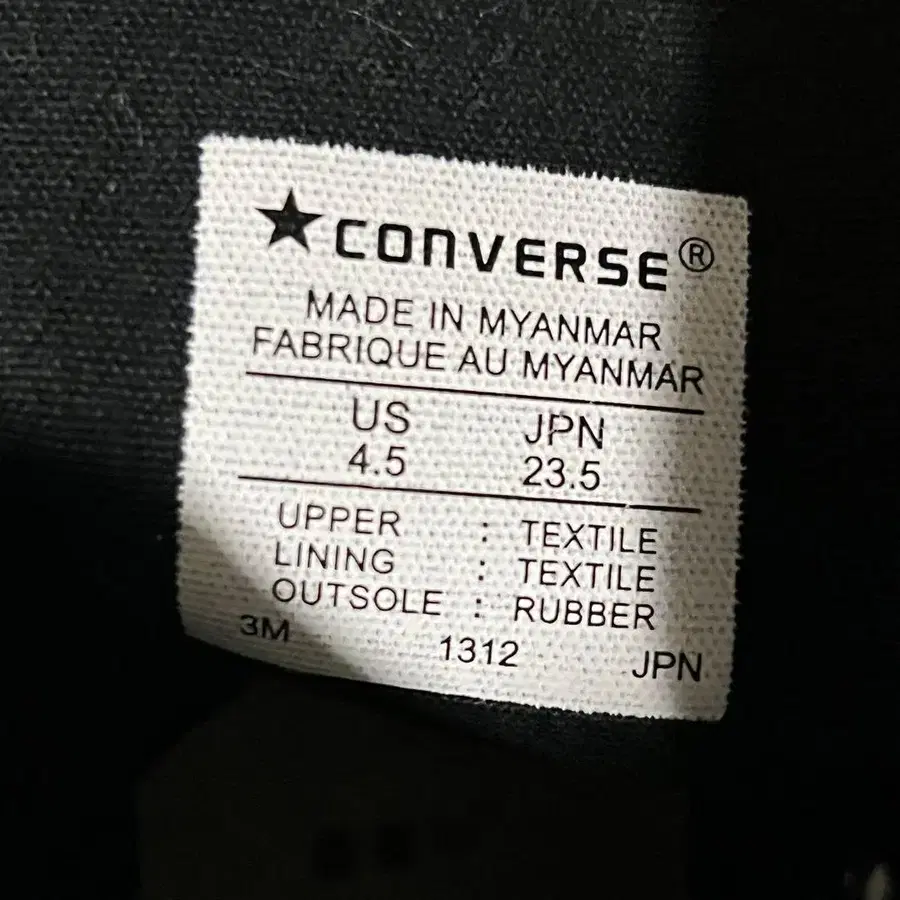 ★CONVERSE®
MADE IN MYANMAR
FABRIQUE AU MYANMAR
US JPN
4.5 23.5
UPPER : TEXTILE
LINING : TEXTILE
OUTSOLE : RUBBER
3M 1312 JPN